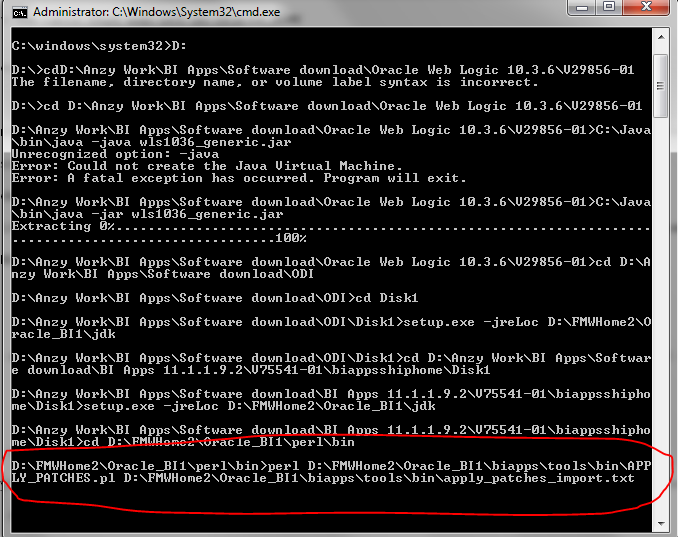 Administrator: C:\Windows\System32\cmd.exe
C:\windows\system32>D:
D:\>cdD:\Anzy Work\BI Apps\Software download\Oracle Web Logic 10.3.6\V29856-01
The filename, directory name, or volume label syntax is incorrect.
D:\>cd D:\Anzy Work\BI Apps\Software download\Oracle Web Logic 10.3.6\V29856-01
D:\Anzy Work\BI Apps\Software download\Oracle Web Logic 10.3.6\V29856-01>C:\Java
\bin\java -java wls1036_generic.jar
Unrecognized option: -java
Error: Could not create the Java Virtual Machine.
Error: A fatal exception has occurred. Program will exit.
D:\Anzy Work\BI Apps\Software download\Oracle Web Logic 10.3.6\V29856-01>C:\Java
\bin\java -jar wls1036_generic.jar
Extracting 0%...................................................................
.................................100%
D:\Anzy Work\BI Apps\Software download\Oracle Web Logic 10.3.6\V29856-01>cd D:\A
nzy Work\BI Apps\Software download\ODI
D:\Anzy Work\BI Apps\Software download\ODI>cd Disk1
D:\Anzy Work\BI Apps\Software download\ODI\Disk1>setup.exe -jreLoc D:\FMWHome2\O
racle_BI1\jdk
D:\Anzy Work\BI Apps\Software download\ODI\Disk1>cd D:\Anzy Work\BI Apps\Softwar
e download\BI Apps 11.1.1.9.2\V75541-01\biappsshiphome\Disk1
D:\Anzy Work\BI Apps\Software download\BI Apps 11.1.1.9.2\V75541-01\biappsshipho
me\Disk1>setup.exe -jreLoc D:\FMWHome2\Oracle_BI1\jdk
D:\Anzy Work\BI Apps\Software download\BI Apps 11.1.1.9.2\V75541-01\biappsshipho
me\Disk1>cd D:\FMWHome2\Oracle_BI1\perl\bin
D:\FMWHome2\Oracle_BI1\perl\bin>perl D:\FMWHome2\Oracle_BI1\biapps\tools\bin\APP
LY_PATCHES.pl D:\FMWHome2\Oracle_BI1\biapps\tools\bin\apply_patches_import.txt